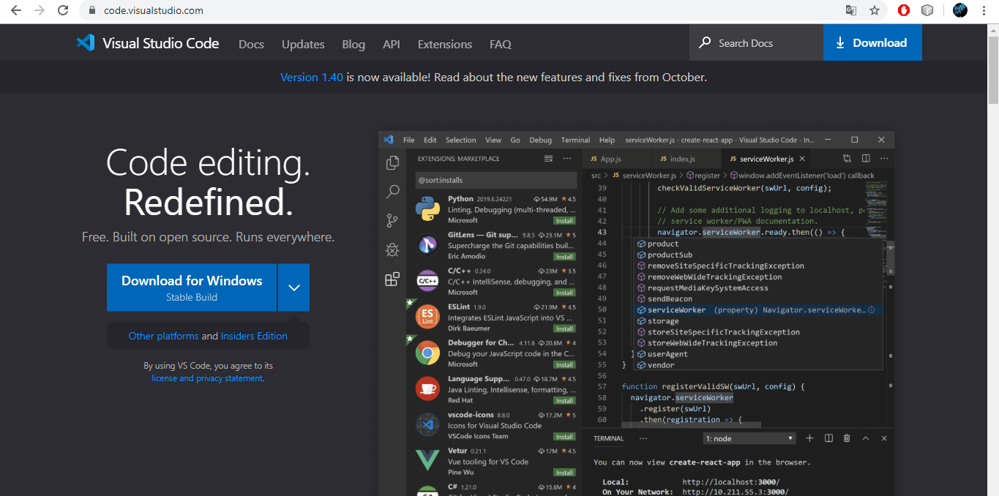 code.visualstudio.com
Visual Studio Code Docs Updates Blog API Extensions FAQ Search Docs Download
Version 1.40 is now available! Read about the new features and fixes from October.
Code editing.
Redefined.
Free. Built on open source. Runs everywhere.
Download for Windows
Stable Build
Other platforms and Insiders Edition
By using VS Code, you agree to its
license and privacy statement.
File Edit Selection View Go Debug Terminal Help serviceWorker.js - create-react-app - Visual Studio Code - In...
EXTENSIONS: MARKETPLACE
@sort:installs
Python 2019.6.24221 54.9M 4.5
Linting, Debugging (multi-threaded, ...
Microsoft Install
GitLens — Git sup... 9.8.5 23.1M 5
Supercharge the Git capabilities buil...
Eric Amodio Install
C/C++
C/C++ 0.24.0 23M 3.5
C/C++ IntelliSense, debugging, and ...
Microsoft Install
ES
Lint
ESLint 1.9.0 21.9M 4.5
Integrates ESLint JavaScript into VS ...
Dirk Baeumer Install
Debugger for Ch... 4.11.6 20.6M 4
Debug your JavaScript code in the C...
Microsoft Install
Language Supp... 0.47.0 18.7M 4.5
Java Linting, Intellisense, formatting, ...
Red Hat Install
vscode-icons 8.8.0 17.2M 5
Icons for Visual Studio Code
VSCode Icons Team Install
Vetur 0.21.1 17M 4.5
Vue tooling for VS Code
Pine Wu Install
C# 1.21.0 15.6M 4
JS App.js JS index.js JS serviceWorker.js
src > JS serviceWorker.js > register > window.addEventListener('load') callback
39 checkValidServiceWorker(swUrl, config);
40
41 // Add some additional logging to localhost, po
42 // service worker/PWA documentation.
43 navigator.serviceWorker.ready.then(() => {
44 product
45 productSub
46 removeSiteSpecificTrackingException
47 removeWebWideTrackingException
48 requestMediaKeySystemAccess
49 sendBeacon
50 serviceWorker (property) Navigator.serviceWorke...
51 storage
52 storeSiteSpecificTrackingException
53 storeWebWideTrackingException
54 } userAgent
55 } vendor
56
57 function registerValidSW(swUrl, config) {
58 navigator.serviceWorker
59 .register(swUrl)
60 .then(registration => {
TERMINAL ... 1: node
You can now view create-react-app in the browser.
Local: http://localhost:3000/
On Your Network: http://10.211.55.3:3000/